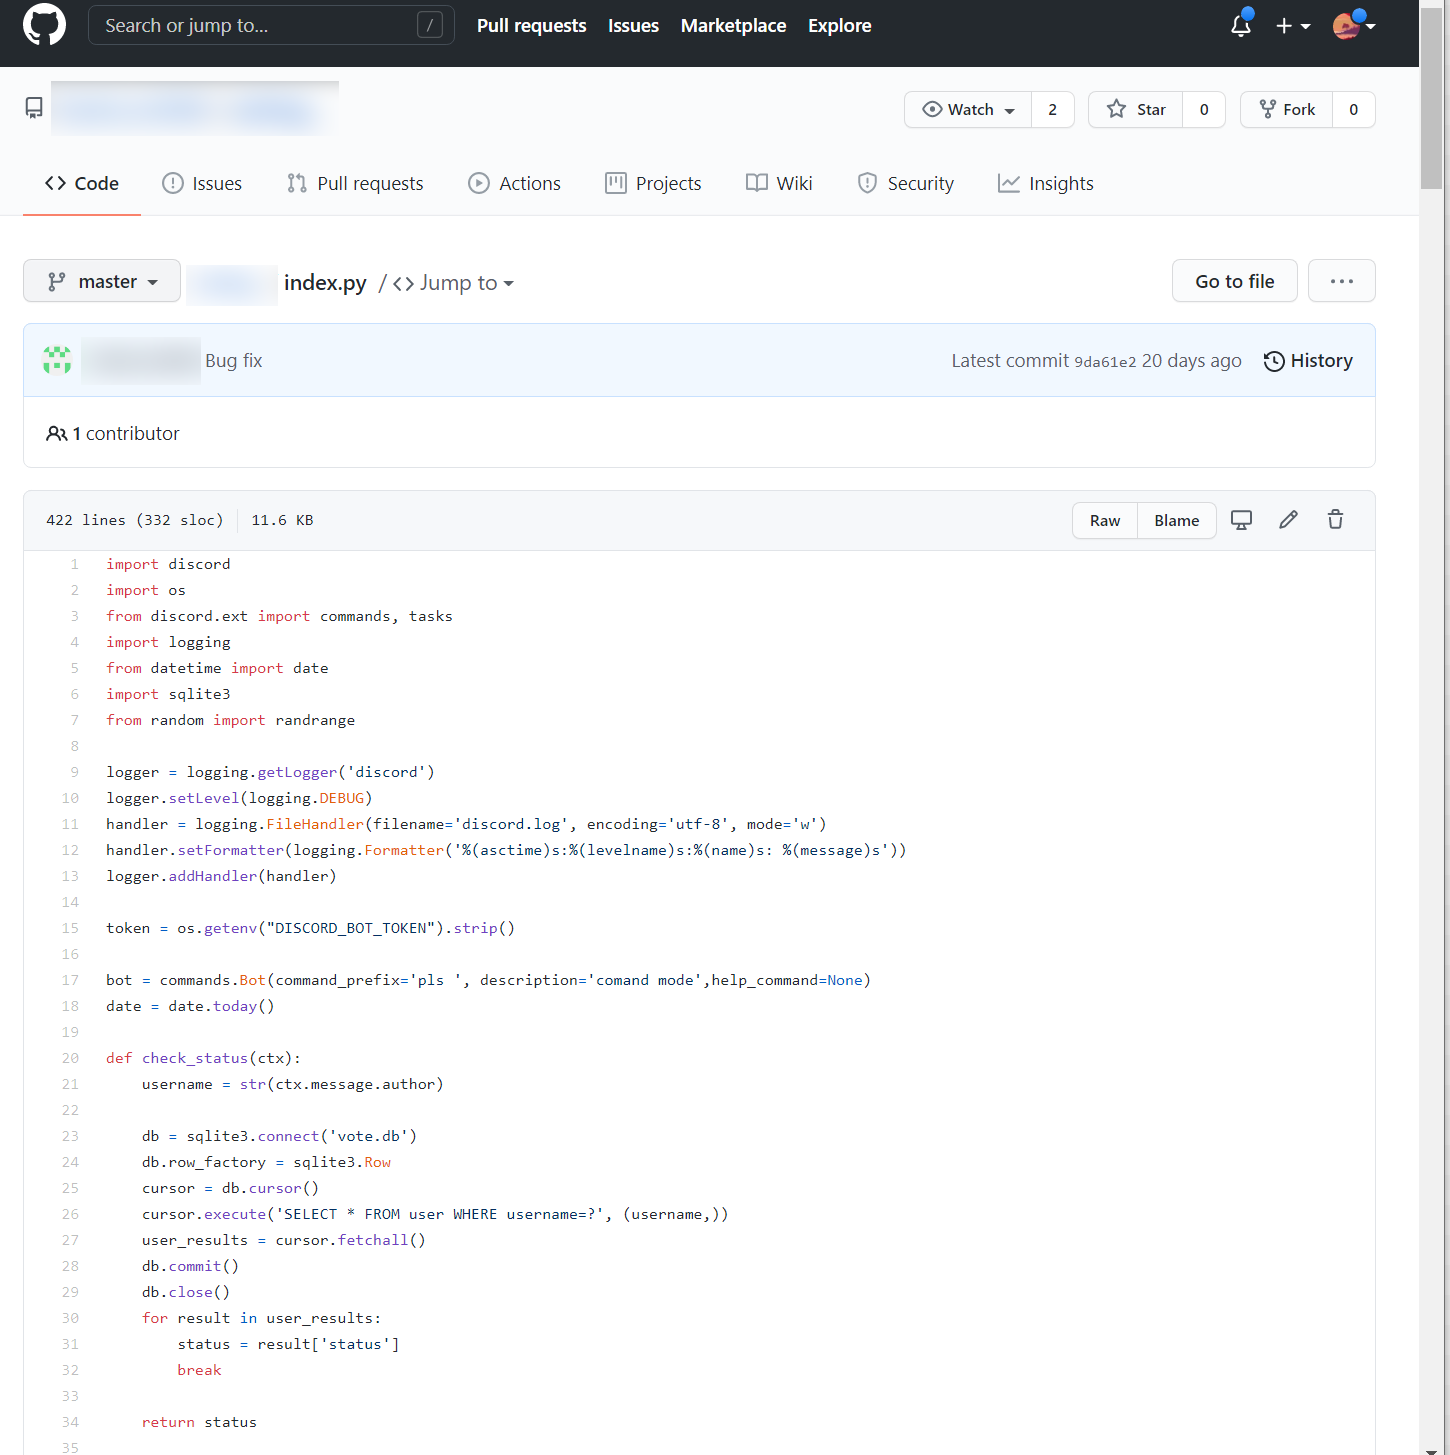 Search or jump to... /
Pull requests Issues Marketplace Explore
Watch 2 Star 0 Fork 0
Code Issues Pull requests Actions Projects Wiki Security Insights
master index.py / Jump to Go to file ...
Bug fix Latest commit 9da61e2 20 days ago History
1 contributor
422 lines (332 sloc) 11.6 KB Raw Blame
1 import discord
2 import os
3 from discord.ext import commands, tasks
4 import logging
5 from datetime import date
6 import sqlite3
7 from random import randrange
8
9 logger = logging.getLogger('discord')
10 logger.setLevel(logging.DEBUG)
11 handler = logging.FileHandler(filename='discord.log', encoding='utf-8', mode='w')
12 handler.setFormatter(logging.Formatter('%(asctime)s:%(levelname)s:%(name)s: %(message)s'))
13 logger.addHandler(handler)
14
15 token = os.getenv("DISCORD_BOT_TOKEN").strip()
16
17 bot = commands.Bot(command_prefix='pls ', description='comand mode',help_command=None)
18 date = date.today()
19
20 def check_status(ctx):
21     username = str(ctx.message.author)
22
23     db = sqlite3.connect('vote.db')
24     db.row_factory = sqlite3.Row
25     cursor = db.cursor()
26     cursor.execute('SELECT * FROM user WHERE username=?', (username,))
27     user_results = cursor.fetchall()
28     db.commit()
29     db.close()
30     for result in user_results:
31         status = result['status']
32         break
33
34     return status
35